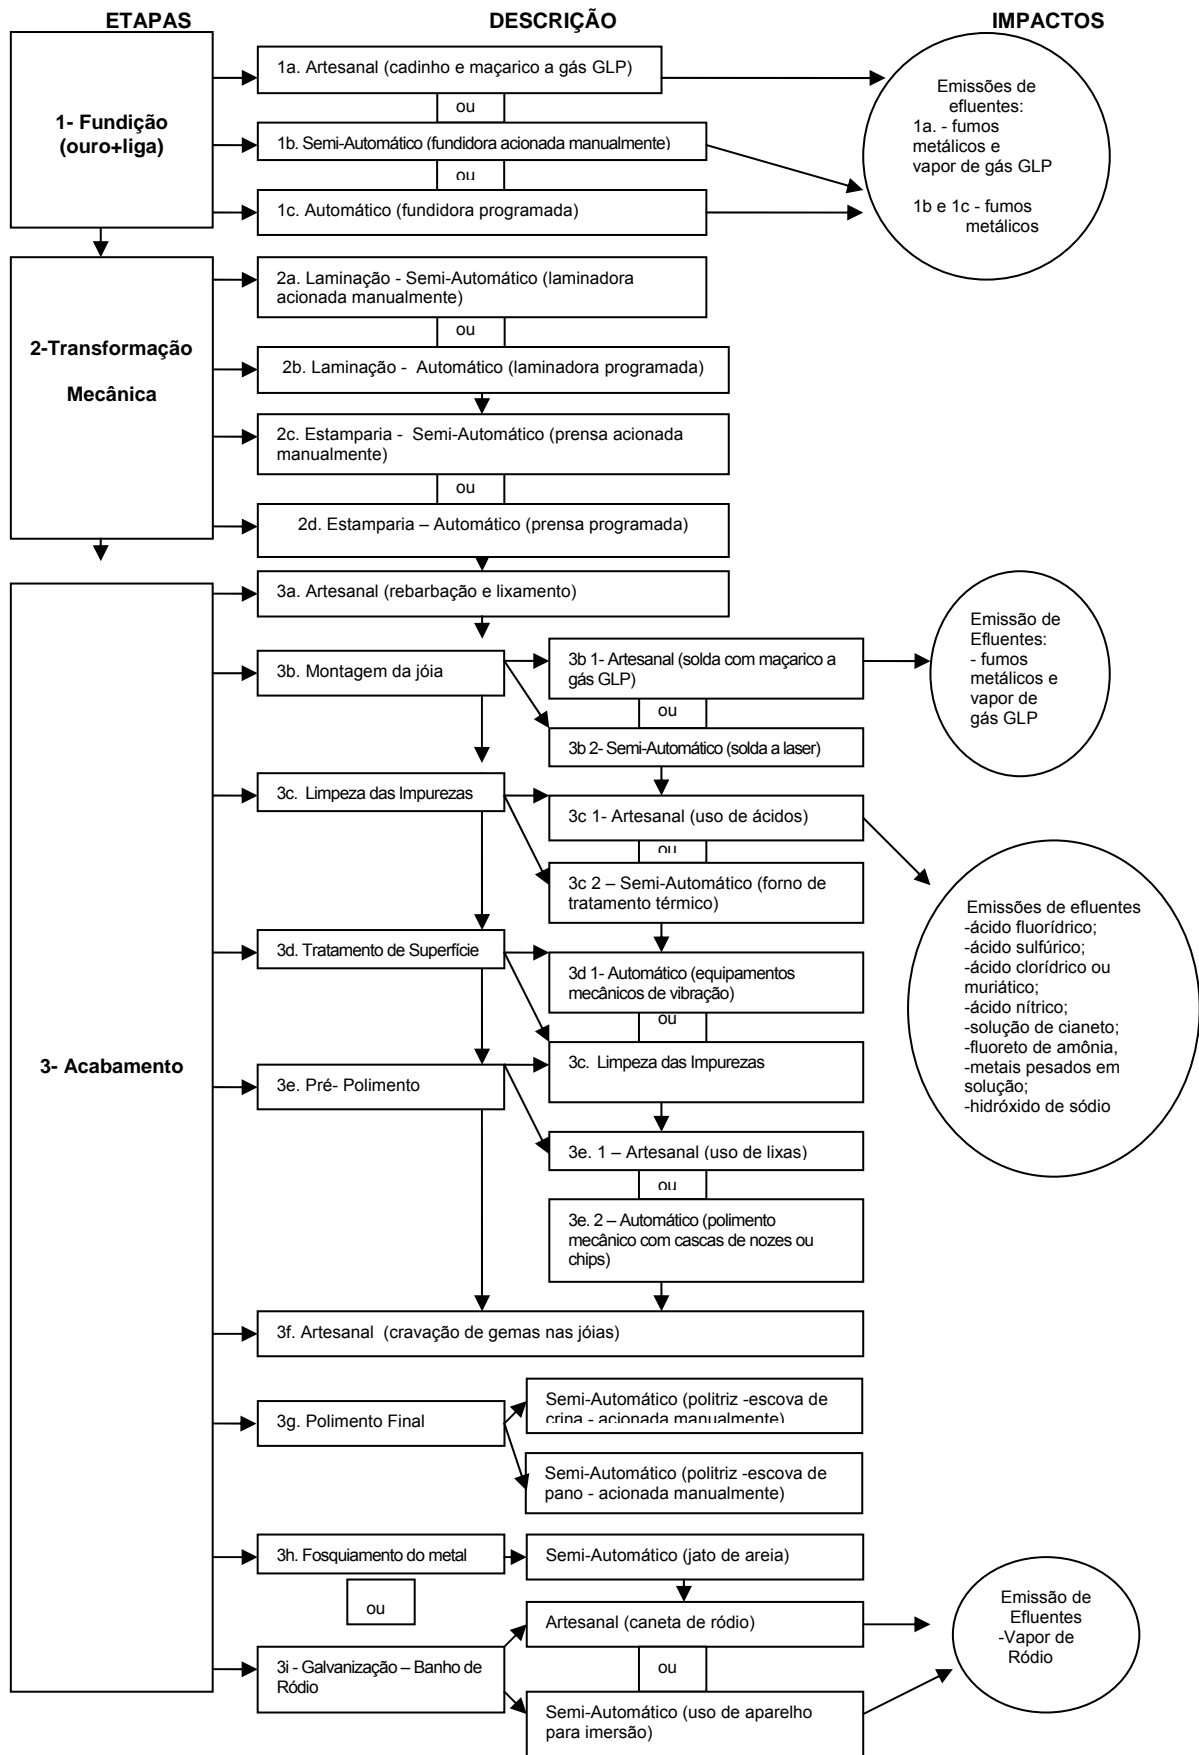 ETAPAS
DESCRIÇÃO
IMPACTOS
1- Fundição
(ouro+liga)
1a. Artesanal (cadinho e maçarico a gás GLP)
ou
1b. Semi-Automático (fundidora acionada manualmente)
ou
1c. Automático (fundidora programada)
Emissões de
efluentes:
1a. - fumos
metálicos e
vapor de gás GLP
1b e 1c - fumos
metálicos
2-Transformação
Mecânica
2a. Laminação - Semi-Automático (laminadora
acionada manualmente)
ou
2b. Laminação - Automático (laminadora programada)
2c. Estamparia - Semi-Automático (prensa acionada
manualmente)
ou
2d. Estamparia – Automático (prensa programada)
3- Acabamento
3a. Artesanal (rebarbação e lixamento)
3b. Montagem da jóia
3b 1- Artesanal (solda com maçarico a
gás GLP)
ou
3b 2- Semi-Automático (solda a laser)
Emissão de
Efluentes:
- fumos
metálicos e
vapor de
gás GLP
3c. Limpeza das Impurezas
3c 1- Artesanal (uso de ácidos)
ou
3c 2 – Semi-Automático (forno de
tratamento térmico)
Emissões de efluentes
-ácido fluorídrico;
-ácido sulfúrico;
-ácido clorídrico ou
muriático;
-ácido nítrico;
-solução de cianeto;
-fluoreto de amônia,
-metais pesados em
solução;
-hidróxido de sódio
3d. Tratamento de Superfície
3d 1- Automático (equipamentos
mecânicos de vibração)
ou
3c. Limpeza das Impurezas
3e. Pré- Polimento
3e. 1 – Artesanal (uso de lixas)
ou
3e. 2 – Automático (polimento
mecânico com cascas de nozes ou
chips)
3f. Artesanal (cravação de gemas nas jóias)
3g. Polimento Final
Semi-Automático (politriz -escova de
crina - acionada manualmente)
Semi-Automático (politriz -escova de
pano - acionada manualmente)
3h. Fosquiamento do metal
Semi-Automático (jato de areia)
ou
3i - Galvanização – Banho de
Ródio
Artesanal (caneta de ródio)
ou
Semi-Automático (uso de aparelho
para imersão)
Emissão de
Efluentes
-Vapor de
Ródio